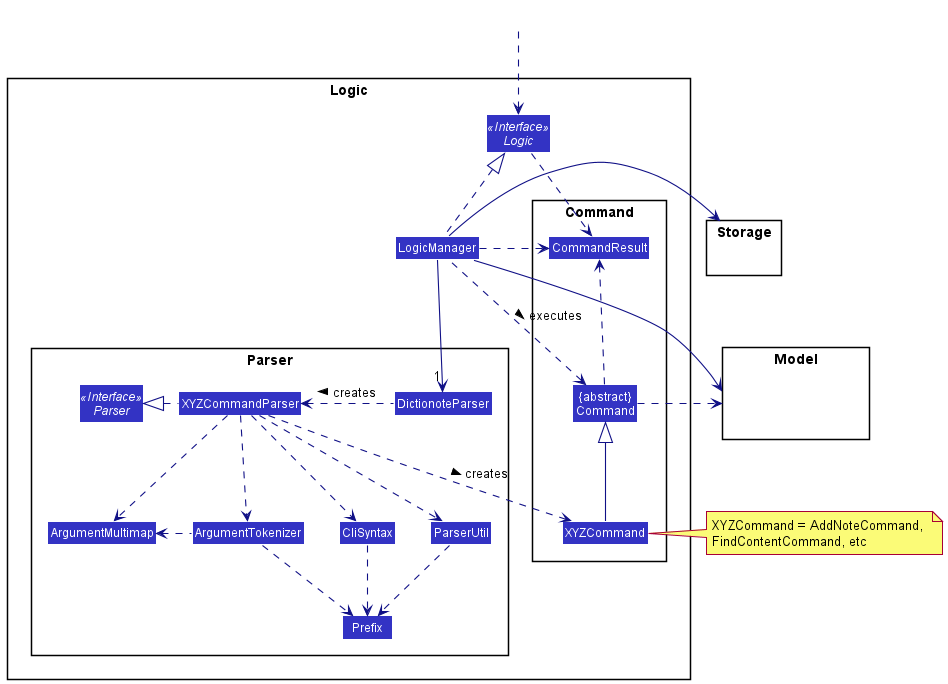 Logic
«Interface»
Logic
Command
Storage
LogicManager
CommandResult
executes
Parser
Model
1
«Interface»
Parser
XYZCommandParser
creates
DictionoteParser
{abstract}
Command
creates
ArgumentMultimap
ArgumentTokenizer
CliSyntax
ParserUtil
XYZCommand
XYZCommand = AddNoteCommand,
FindContentCommand, etc
Prefix